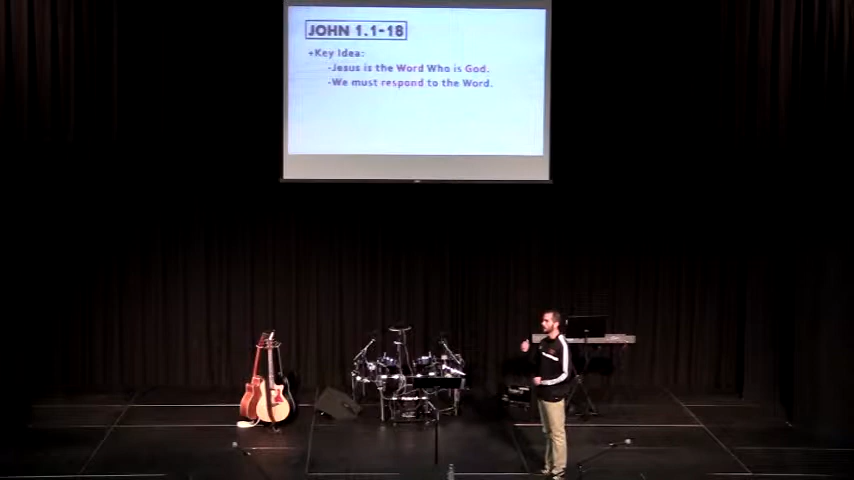 JOHN 1.1-18
+Key Idea:
-Jesus is the Word Who is God.
-We must respond to the Word.